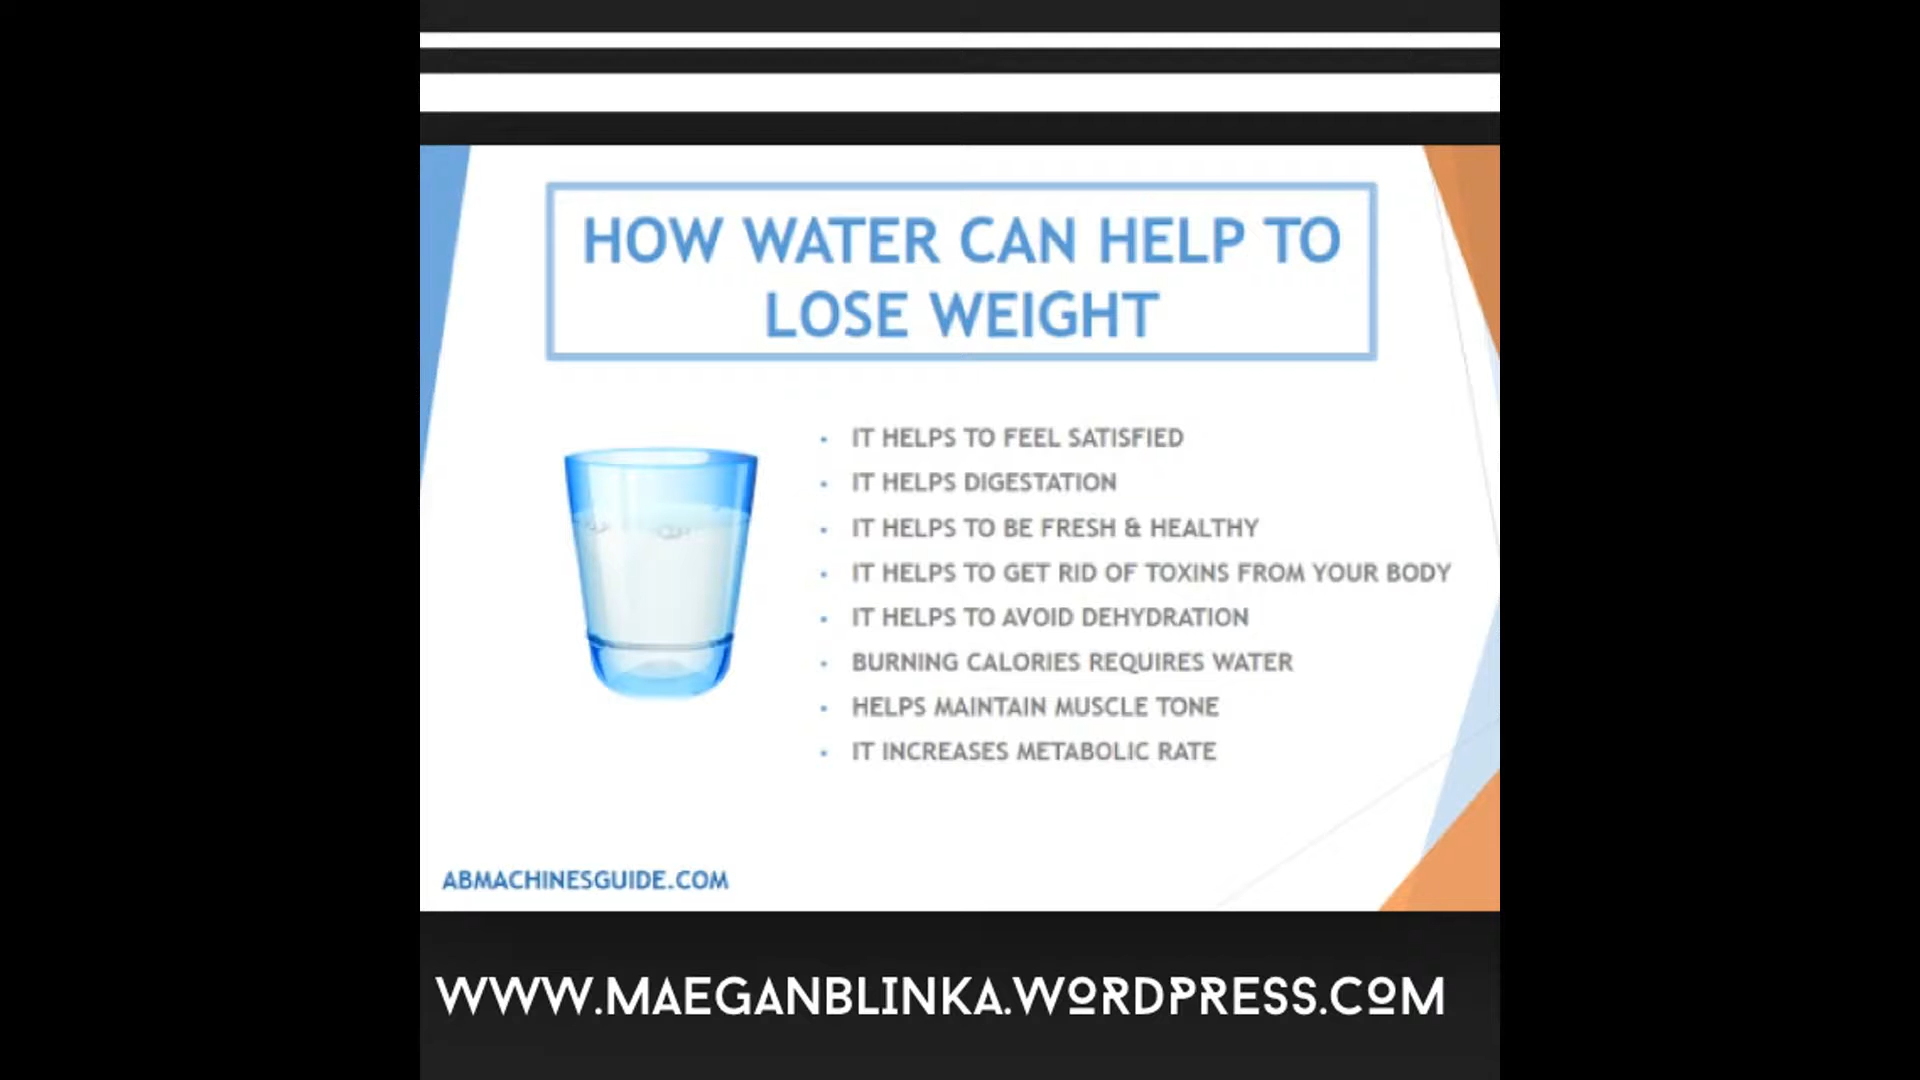 HOW WATER CAN HELP TO
LOSE WEIGHT
• IT HELPS TO FEEL SATISFIED
• IT HELPS DIGESTATION
• IT HELPS TO BE FRESH & HEALTHY
• IT HELPS TO GET RID OF TOXINS FROM YOUR BODY
• IT HELPS TO AVOID DEHYDRATION
• BURNING CALORIES REQUIRES WATER
• HELPS MAINTAIN MUSCLE TONE
• IT INCREASES METABOLIC RATE
ABMACHINESGUIDE.COM
WWW.MAEGANBLINKA.WORDPRESS.COM